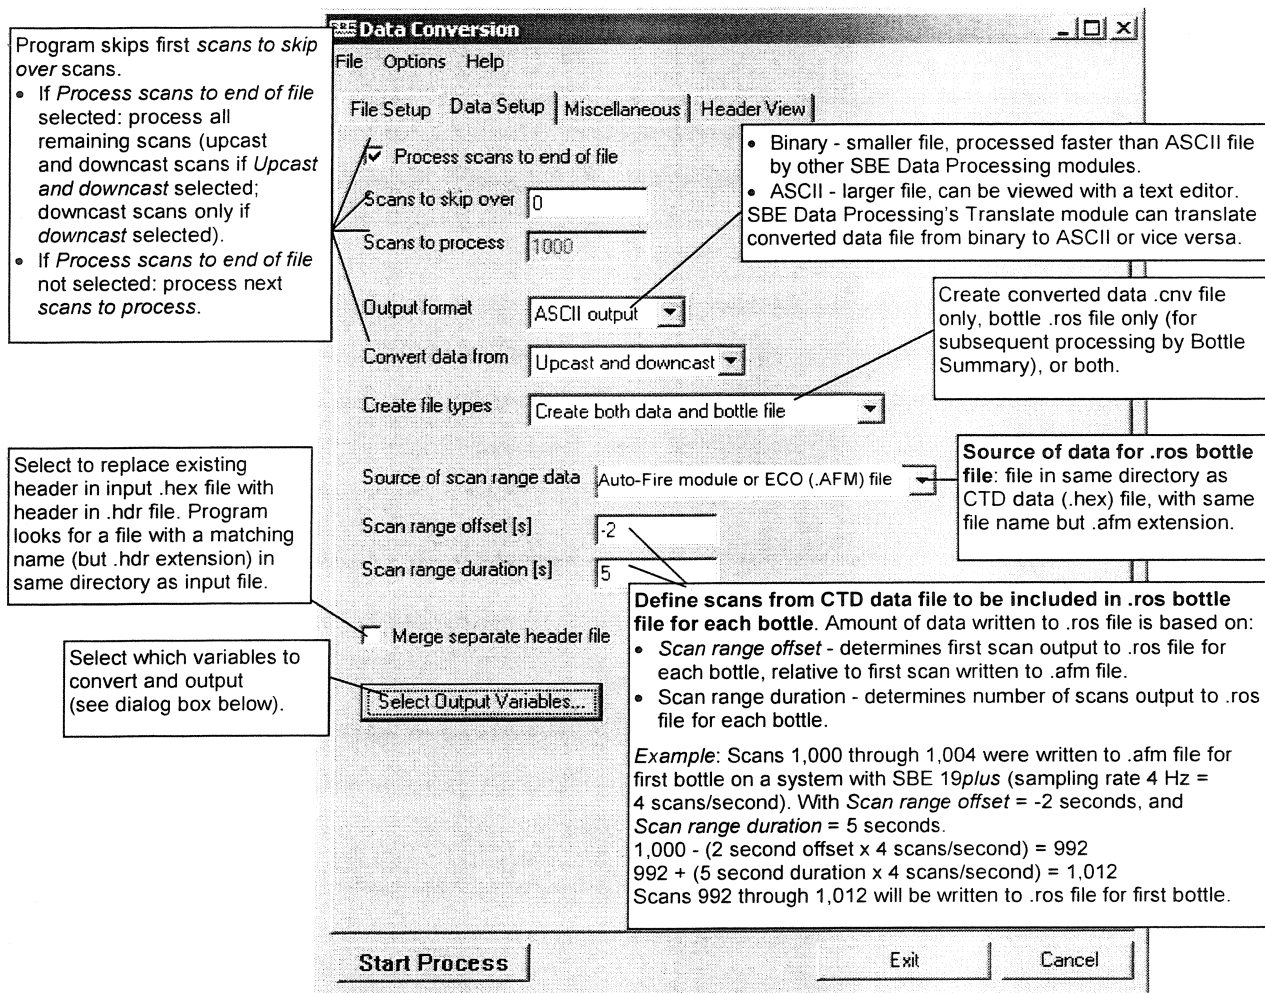 Program skips first scans to skip
over scans.
• If Process scans to end of file
selected: process all
remaining scans (upcast
and downcast scans if Upcast
and downcast selected;
downcast scans only if
downcast selected).
• If Process scans to end of file
not selected: process next
scans to process.
SBE Data Conversion
File Options Help
File Setup Data Setup Miscellaneous Header View
Process scans to end of file
Scans to skip over 0
Scans to process 1000
Output format ASCII output
Convert data from Upcast and downcast
Create file types Create both data and bottle file
• Binary - smaller file, processed faster than ASCII file
by other SBE Data Processing modules.
• ASCII - larger file, can be viewed with a text editor.
SBE Data Processing's Translate module can translate
converted data file from binary to ASCII or vice versa.
Create converted data .cnv file
only, bottle .ros file only (for
subsequent processing by Bottle
Summary), or both.
Source of scan range data Auto-Fire module or ECO (.AFM) file
Scan range offset [s] -2
Scan range duration [s] 5
Source of data for .ros bottle
file: file in same directory as
CTD data (.hex) file, with same
file name but .afm extension.
Select to replace existing
header in input .hex file with
header in .hdr file. Program
looks for a file with a matching
name (but .hdr extension) in
same directory as input file.
Merge separate header file
Select which variables to
convert and output
(see dialog box below).
Select Output Variables...
Define scans from CTD data file to be included in .ros bottle
file for each bottle. Amount of data written to .ros file is based on:
• Scan range offset - determines first scan output to .ros file for
each bottle, relative to first scan written to .afm file.
• Scan range duration - determines number of scans output to .ros
file for each bottle.
Example: Scans 1,000 through 1,004 were written to .afm file for
first bottle on a system with SBE 19plus (sampling rate 4 Hz =
4 scans/second). With Scan range offset = -2 seconds, and
Scan range duration = 5 seconds.
1,000 - (2 second offset x 4 scans/second) = 992
992 + (5 second duration x 4 scans/second) = 1,012
Scans 992 through 1,012 will be written to .ros file for first bottle.
Start Process Exit Cancel